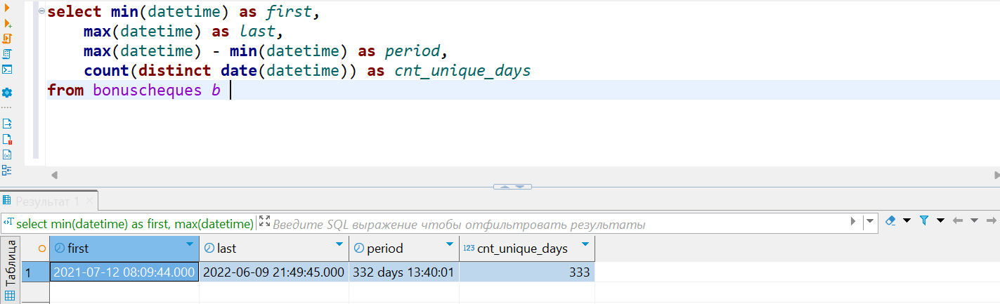 select min(datetime) as first,
max(datetime) as last,
max(datetime) - min(datetime) as period,
count(distinct date(datetime)) as cnt_unique_days
from bonuscheques b
Результат 1
select min(datetime) as first, max(datetime) Введите SQL выражение чтобы отфильтровать результаты
Таблица
first last period 123 cnt_unique_days
1 2021-07-12 08:09:44.000 2022-06-09 21:49:45.000 332 days 13:40:01 333